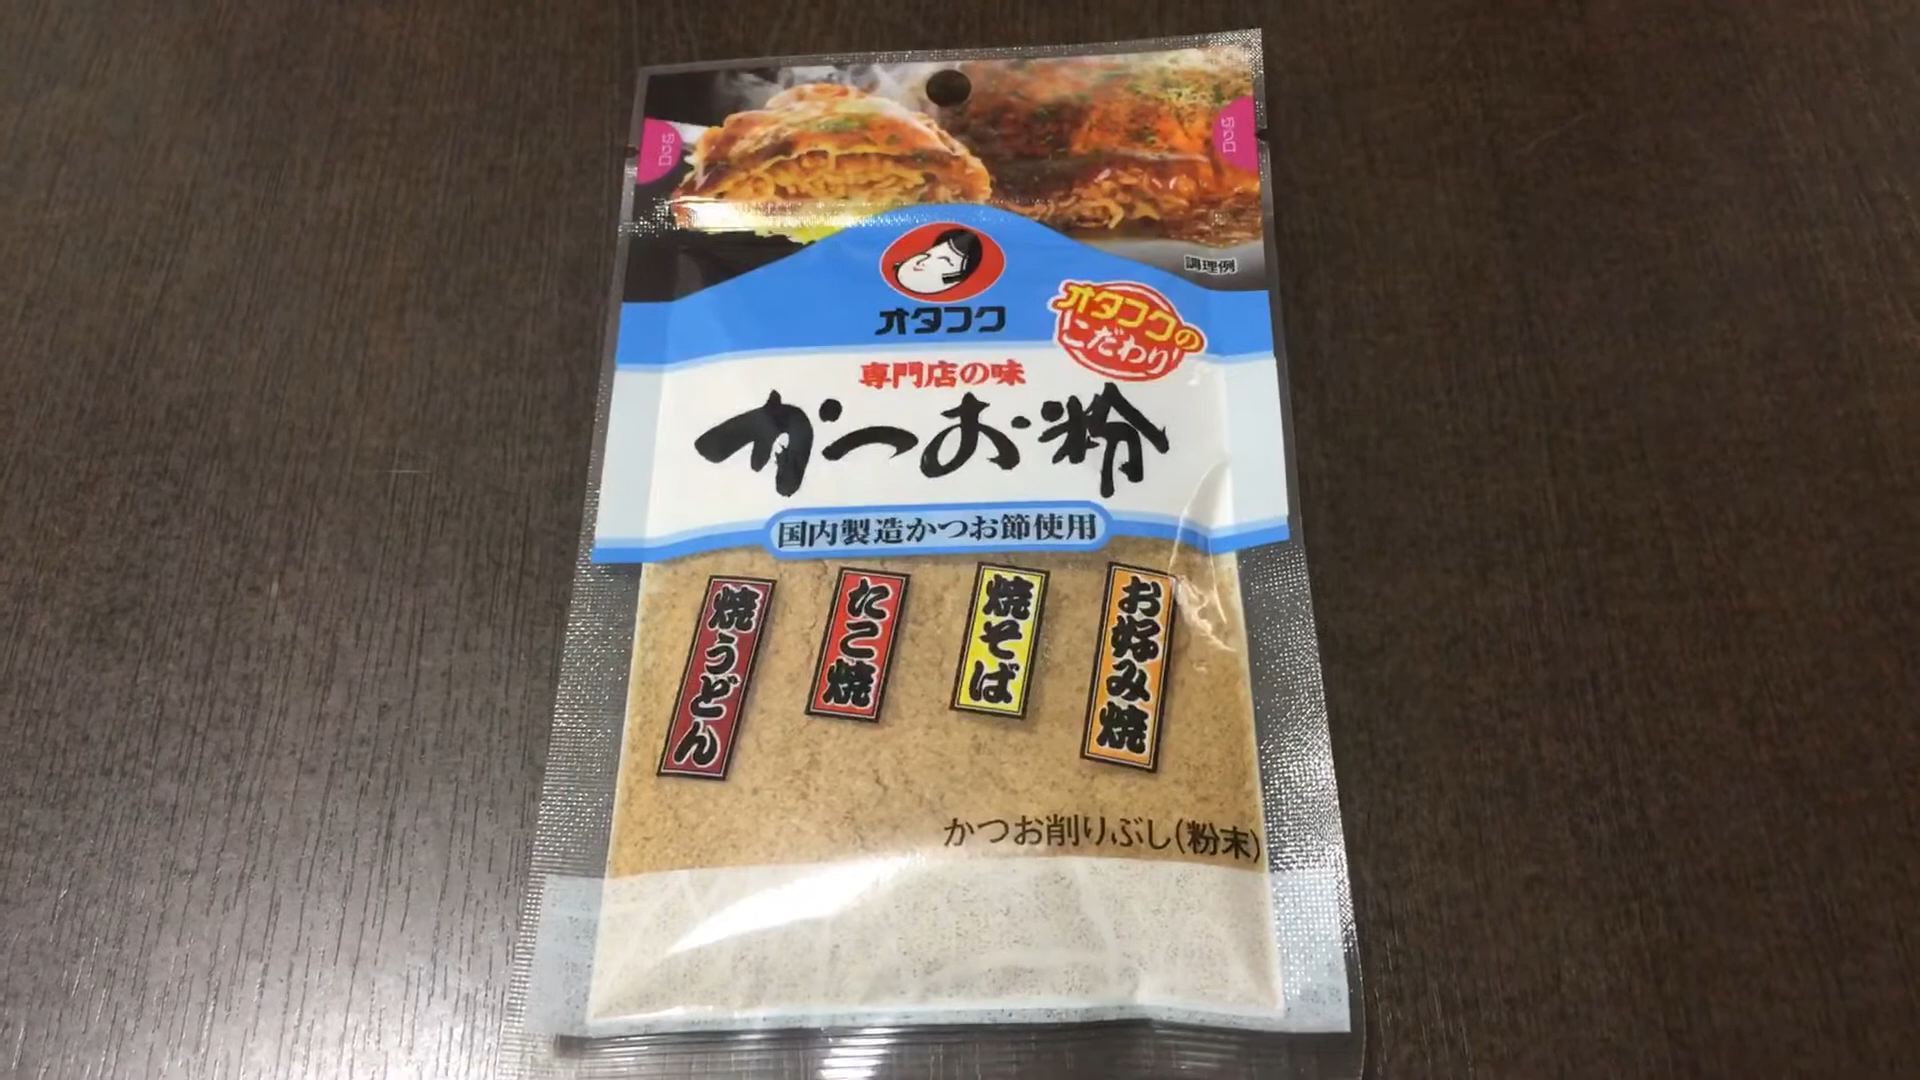 切り口
切り口
調理例
オタフク
オタフクの
こだわり
専門店の味
かつお粉
国内製造かつお節使用
お好み焼
焼そば
たこ焼
焼うどん
かつお削りぶし(粉末)